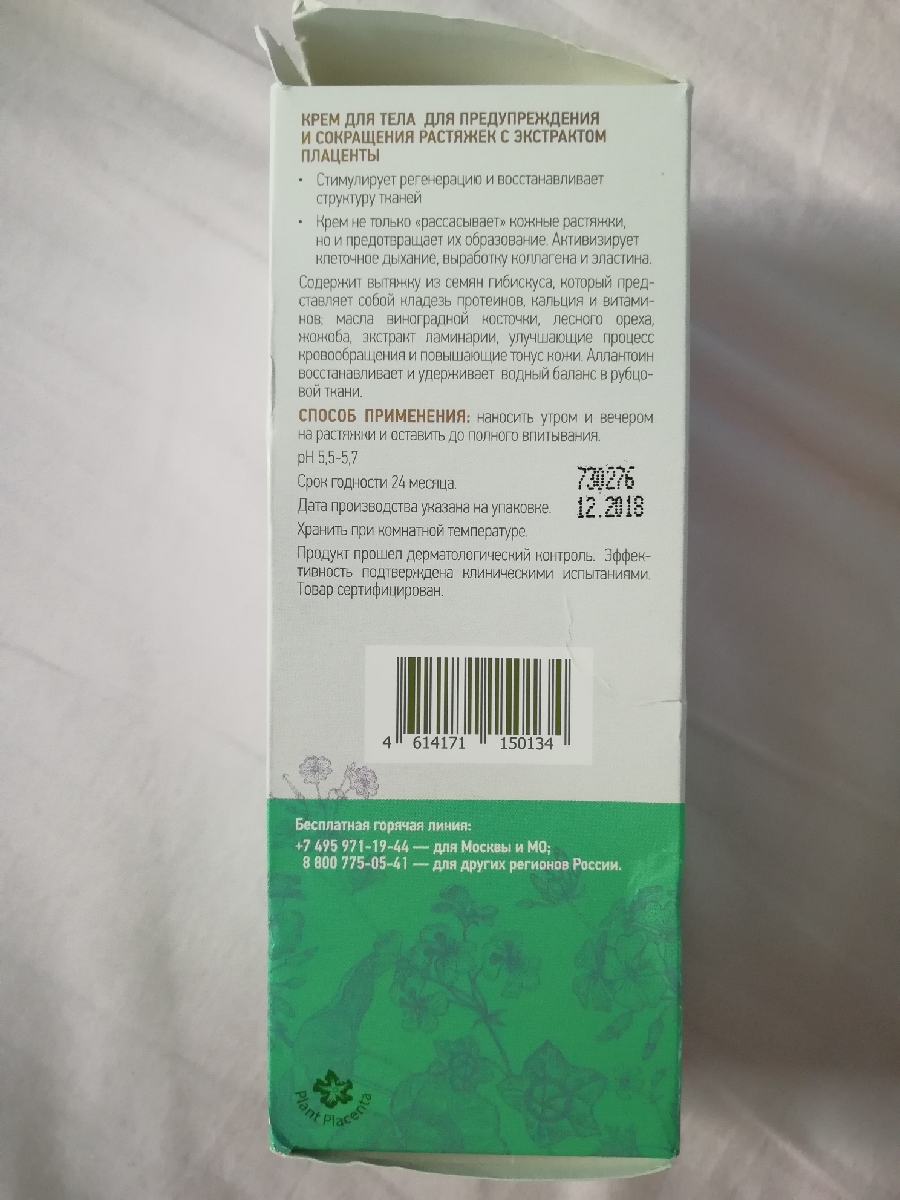 КРЕМ ДЛЯ ТЕЛА ДЛЯ ПРЕДУПРЕЖДЕНИЯ
И СОКРАЩЕНИЯ РАСТЯЖЕК С ЭКСТРАКТОМ
ПЛАЦЕНТЫ
• Стимулирует регенерацию и восстанавливает
структуру тканей
• Крем не только «рассасывает» кожные растяжки,
но и предотвращает их образование. Активизирует
клеточное дыхание, выработку коллагена и эластина.
Содержит вытяжку из семян гибискуса, который пред-
ставляет собой кладезь протеинов, кальция и витами-
нов; масла виноградной косточки, лесного ореха,
жожоба, экстракт ламинарии, улучшающие процесс
кровообращения и повышающие тонус кожи. Аллантоин
восстанавливает и удерживает водный баланс в рубцо-
вой ткани.
СПОСОБ ПРИМЕНЕНИЯ: наносить утром и вечером
на растяжки и оставить до полного впитывания.
pH 5,5-5,7
Срок годности 24 месяца.
730276
Дата производства указана на упаковке.
12.2018
Хранить при комнатной температуре.
Продукт прошел дерматологический контроль. Эффек-
тивность подтверждена клиническими испытаниями.
Товар сертифицирован.
4 614171 150134
Бесплатная горячая линия:
+7 495 971-19-44 — для Москвы и МО;
8 800 775-05-41 — для других регионов России.
Plant Placenta